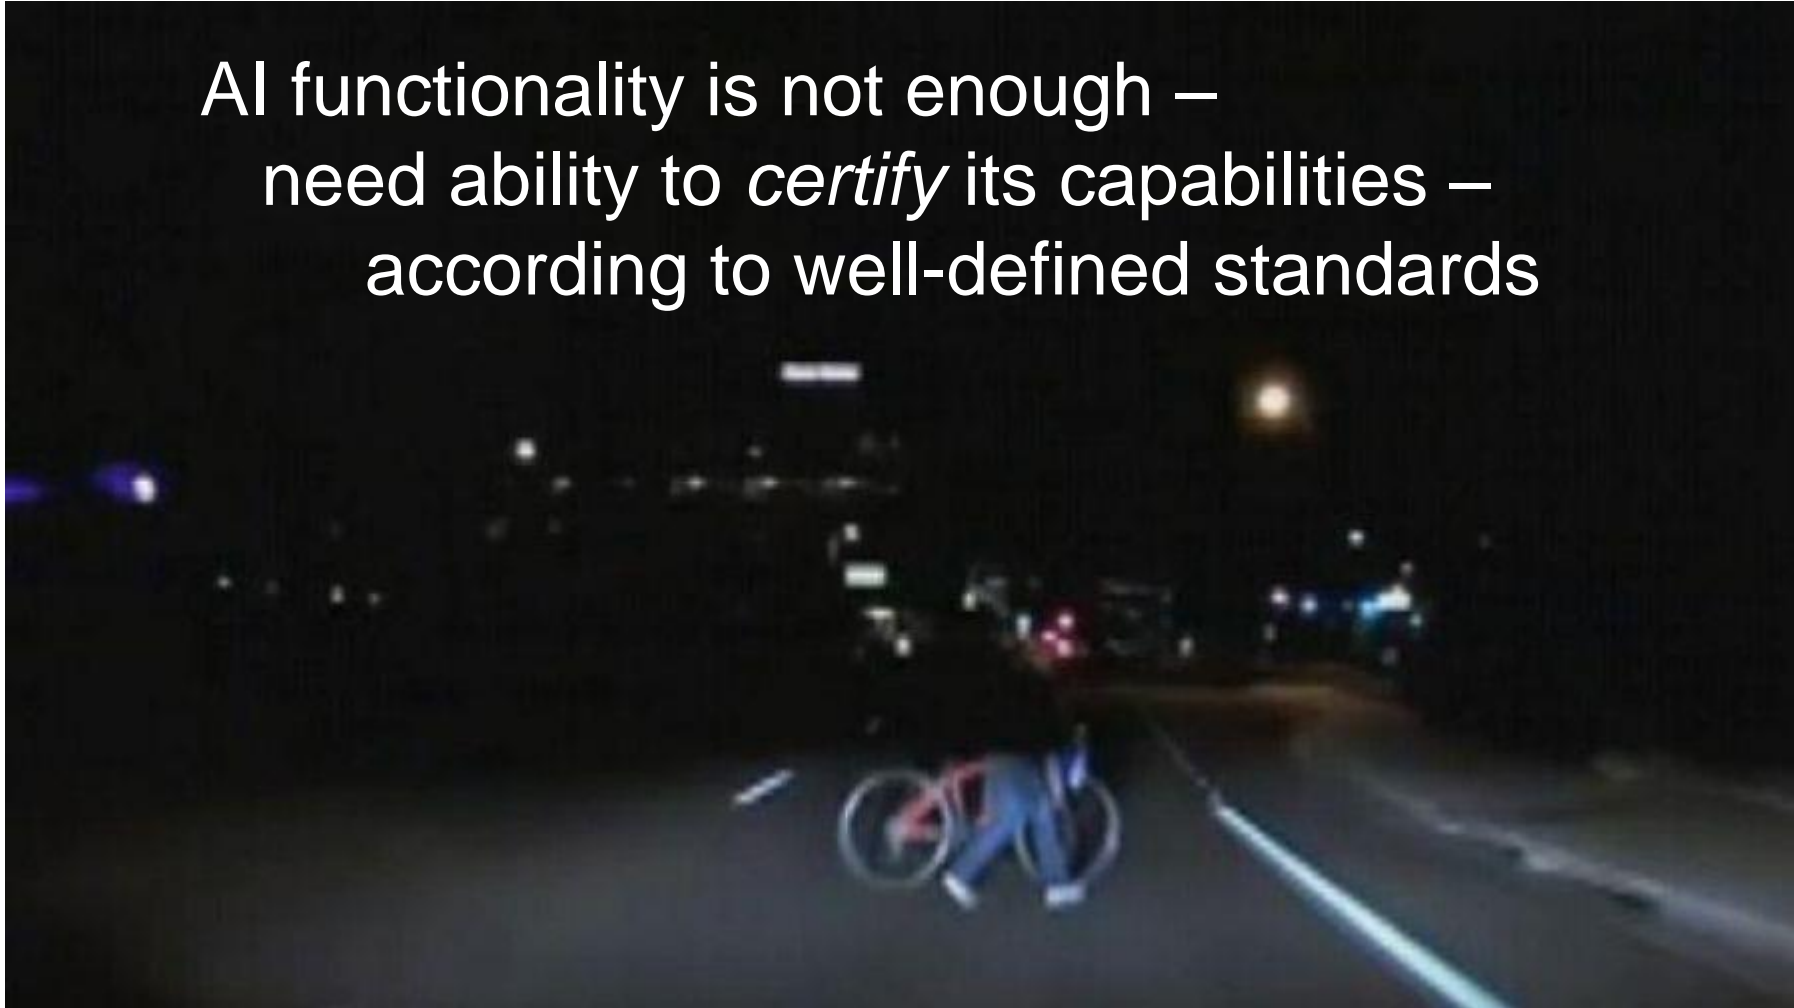 AI functionality is not enough –
need ability to certify its capabilities –
according to well-defined standards